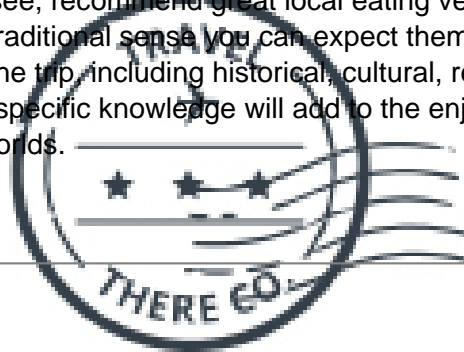 see, recommend great local eating ve
raditional sense you can expect them
he trip, including historical, cultural, re
specific knowledge will add to the enj
orlds.
TRAVEL
THERE CO.